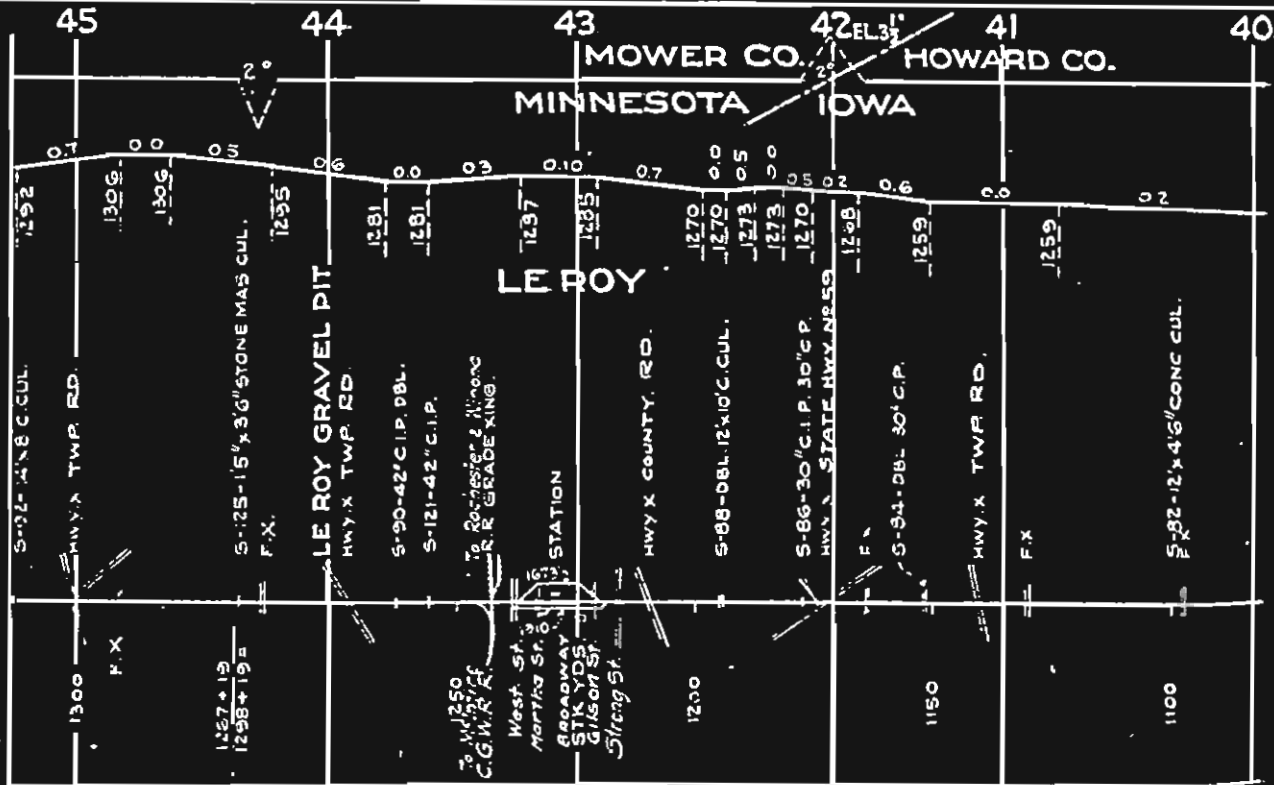 45 44 43 42 41 40
EL. 3½"
MOWER CO. HOWARD CO.
2° 2°
MINNESOTA IOWA
0.7 0.0 0.5 0.6 0.0 0.3 0.10 0.7 0.0 0.5 0.0 0.5 0.2 0.6 0.0 0.2
1292
1306
1306
1295
1281
1281
1285
1270
1270
1273
1273
1270
1268
1259
1259
LE ROY
HWY. X TWP. RD.
S-125-1'5"x3'6" STONE MAS CUL.
F.X.
LE ROY GRAVEL PIT
HWY. X TWP. RD.
S-90-42" C.I.P. DBL.
S-121-42" C.I.P.
To Rochester &
R.R. GRADE XING.
STATION
HWY X COUNTY. RD.
S-88-DBL.12'x10'C.CUL.
S-86-30" C.I.P. 30" C.P.
HWY. X STATE HWY. Nº 59
F.X
S-84-DBL 30" C.P.
HWY. X TWP. RD.
F.X
S-82-12'x4'6" CONC CUL.
F.X
F.X
1300
1287+19
1298+19=
1250
To
C.G.W.R.R.
West. St.
Martha St.
BROADWAY
STK YDS.
Gilson St.
Strong St.
1200
1150
1100